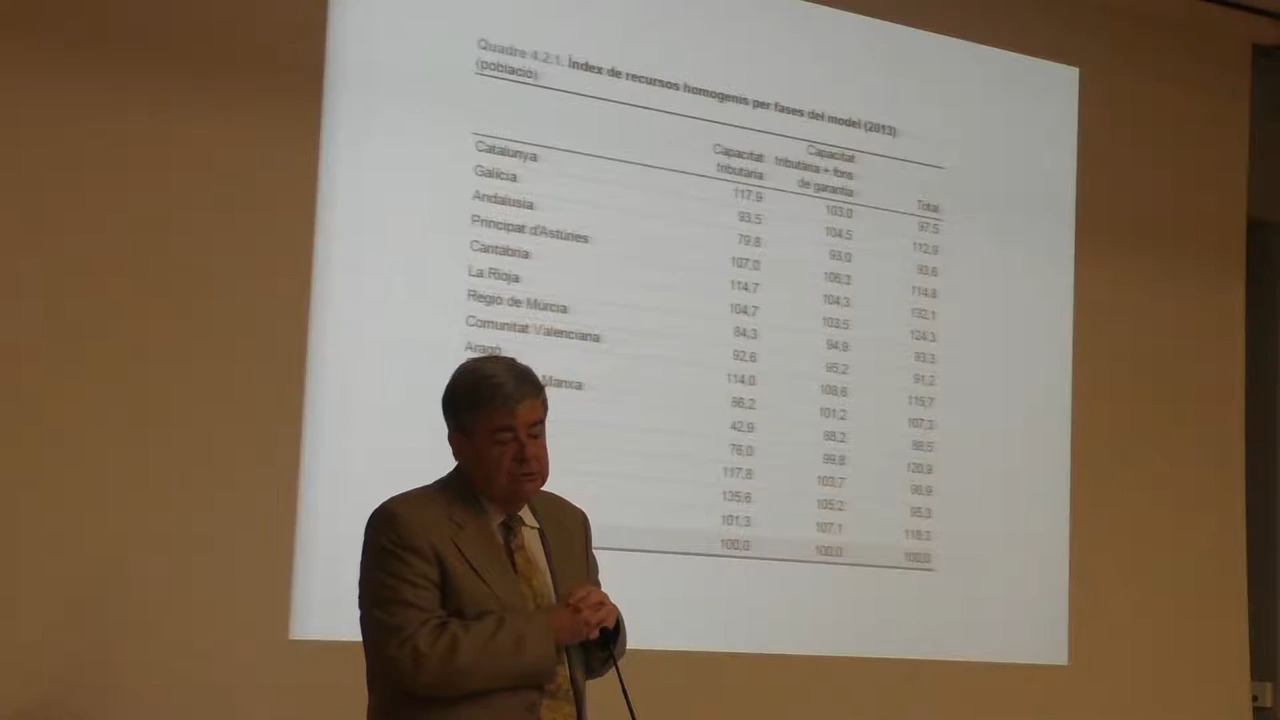 Quadre 4.2.1. Índex de recursos homogenis per fases del model (2013)
(població)
Capacitat tributària Capacitat tributària + fons de garantia Total
Catalunya 117,9 103,0 97,5
Galícia 93,5 104,5 112,9
Andalusia 79,8 93,0 93,6
Principat d'Astúries 107,0 106,3 114,8
Cantàbria 114,7 104,3 132,1
La Rioja 104,7 103,5 124,3
Regió de Múrcia 84,3 94,9 93,3
Comunitat Valenciana 92,6 95,2 91,2
Aragó 114,0 108,6 115,7
Manxa 86,2 101,2 107,3
42,9 88,2 88,5
76,0 99,8 120,9
117,8 103,7 96,9
135,6 105,2 95,3
101,3 107,1 118,3
100,0 100,0 100,0